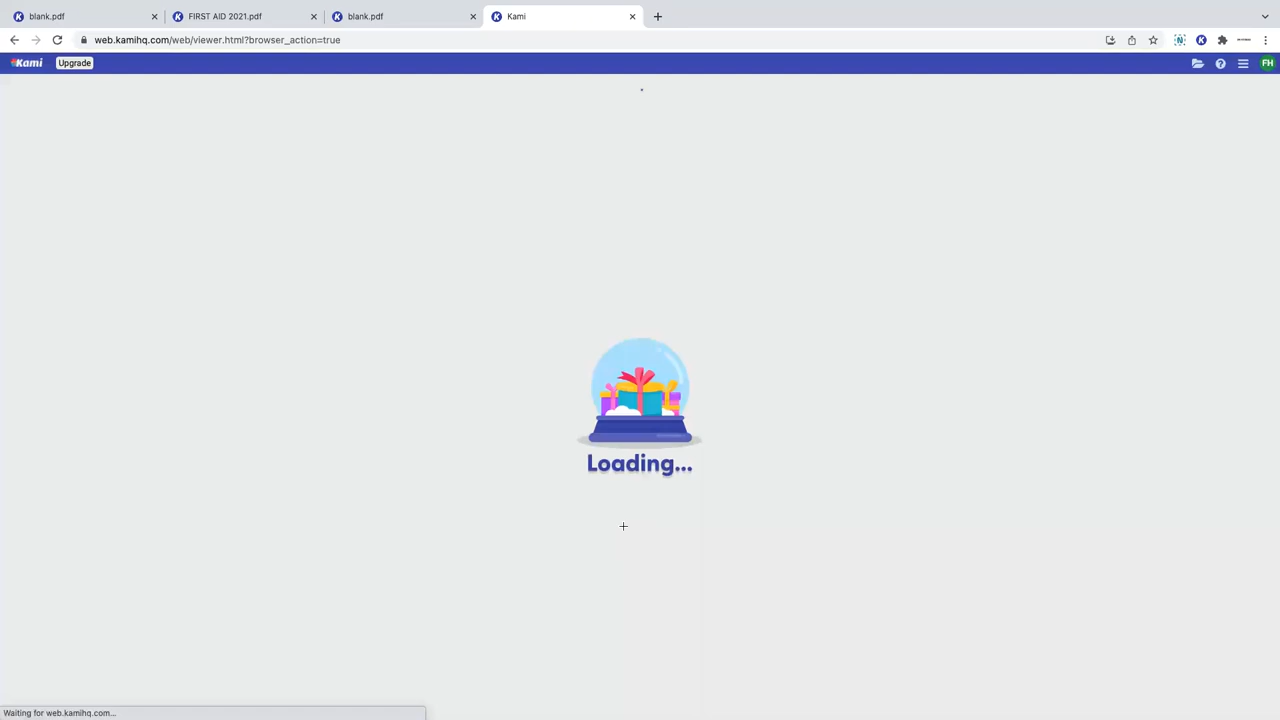 blank.pdf
FIRST AID 2021.pdf
blank.pdf
Kami
web.kamihq.com/web/viewer.html?browser_action=true
Kami
Upgrade
FH
Loading...
Waiting for web.kamihq.com...